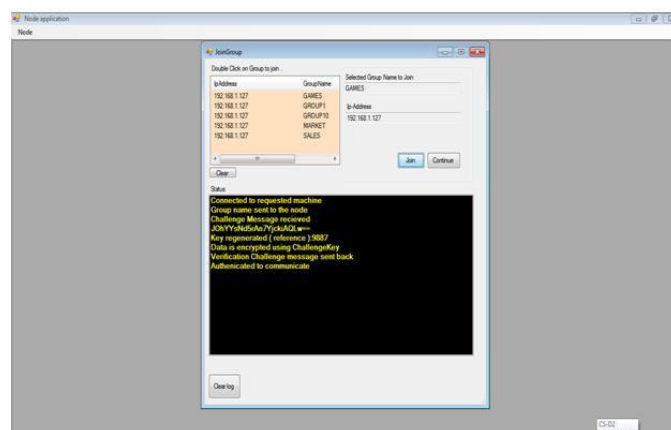 Node application
Node
JoinGroup
Double Click on Group to join
Selected Group Name to Join
GAMES
IpAddress GroupName
192.168.1.127 GAMES
192.168.1.127 GROUP1
192.168.1.127 GROUP10
192.168.1.127 MARKET
192.168.1.127 SALES
Ip-Address
192.168.1.127
Join Continue
Clear
Status
Connected to requested machine
Group name sent to the node
Challenge Message recieved
Key regenerated ( reference ):9887
Data is encrypted using ChallengeKey
Verification Challenge message sent back
Authenicated to communicate
Clear log
CS-D2